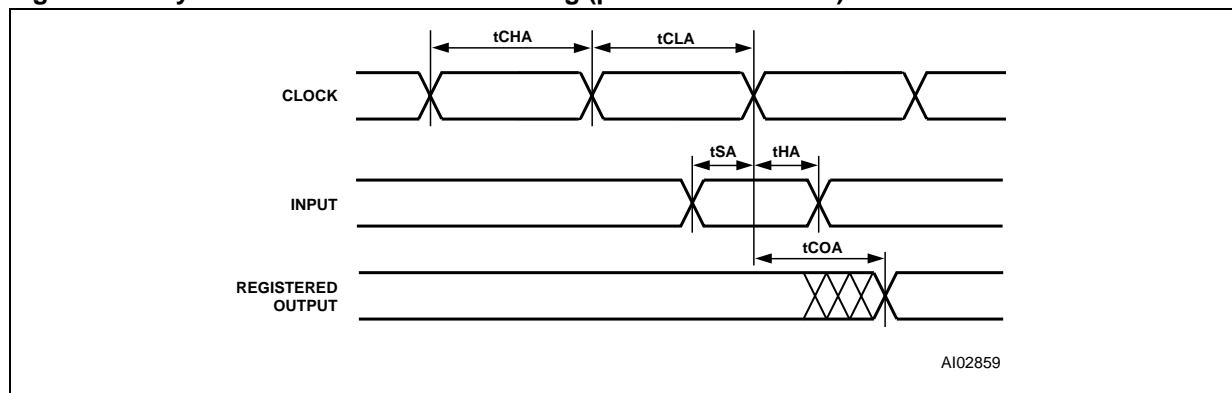 tCHA tCLA
CLOCK
tSA tHA
INPUT
tCOA
REGISTERED
OUTPUT
AI02859